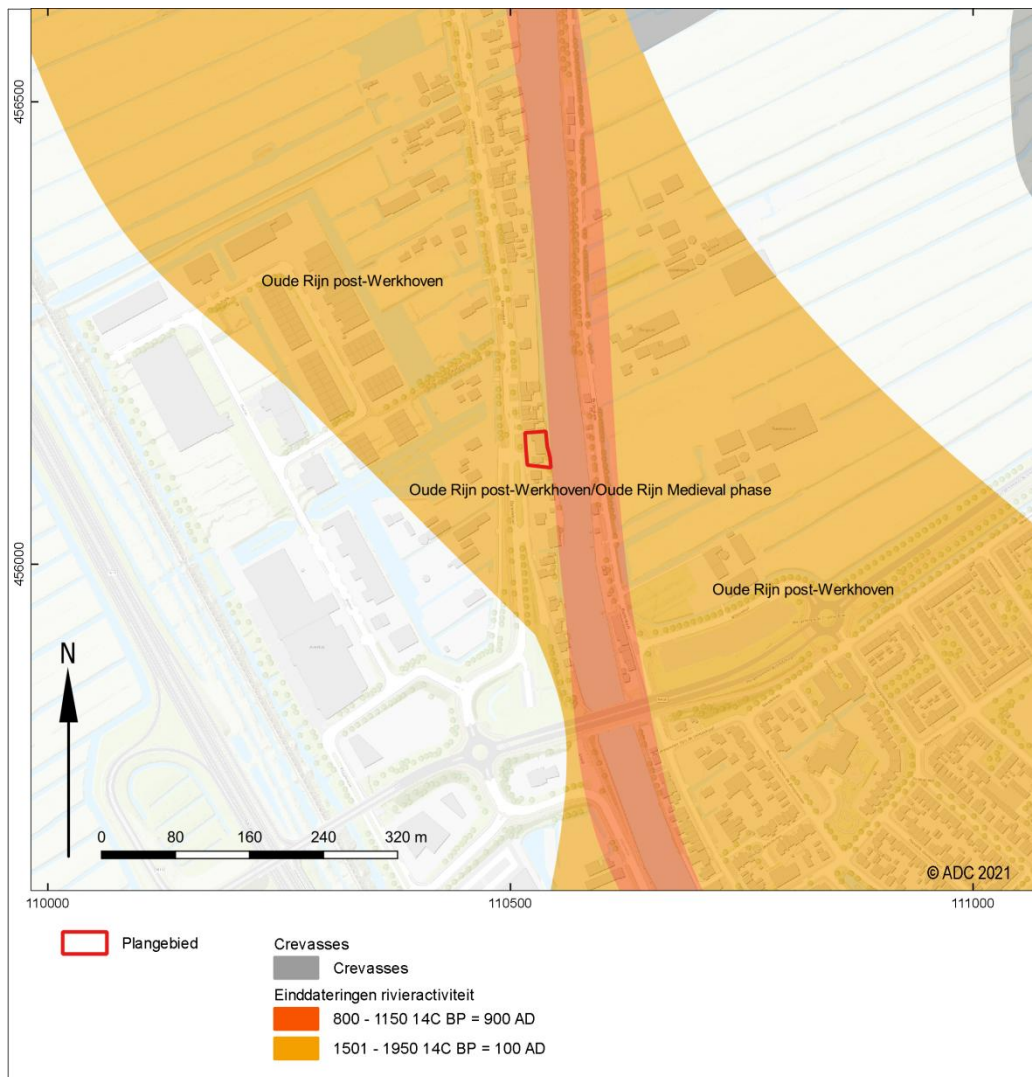 456500
Oude Rijn post-Werkhoven
Oude Rijn post-Werkhoven/Oude Rijn Medieval phase
456000
Oude Rijn post-Werkhoven
N
0 80 160 240 320 m
© ADC 2021
110000 110500 111000
Plangebied
Crevasses
Crevasses
Einddateringen rivieractiviteit
800 - 1150 14C BP = 900 AD
1501 - 1950 14C BP = 100 AD